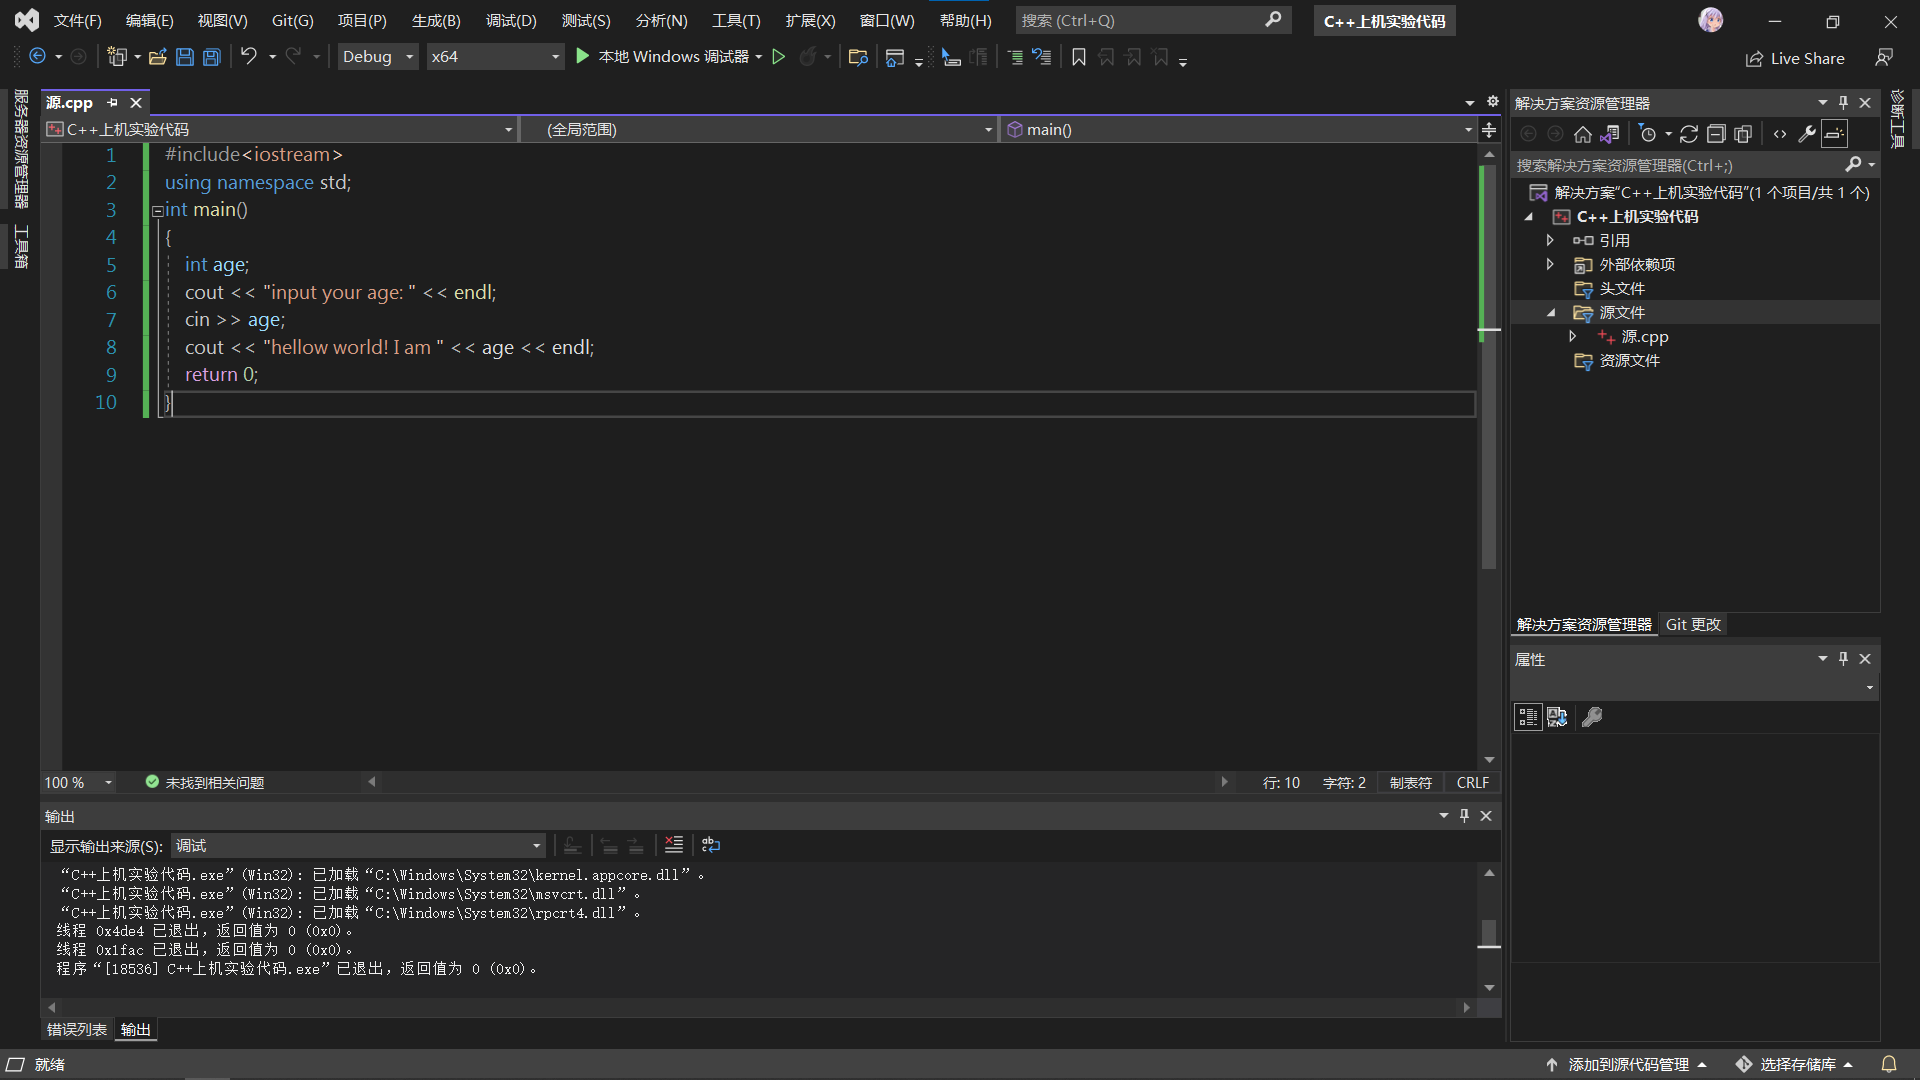 文件(F) 编辑(E) 视图(V) Git(G) 项目(P) 生成(B) 调试(D) 测试(S) 分析(N) 工具(T) 扩展(X) 窗口(W) 帮助(H) 搜索 (Ctrl+Q) C++上机实验代码
Debug x64 本地 Windows 调试器 Live Share
服务器资源管理器
工具箱
源.cpp
C++上机实验代码 (全局范围) main()
1 #include<iostream>
2 using namespace std;
3 int main()
4 {
5 int age;
6 cout << "input your age: " << endl;
7 cin >> age;
8 cout << "hellow world! I am " << age << endl;
9 return 0;
10 }
100 % 未找到相关问题 行: 10 字符: 2 制表符 CRLF
输出
显示输出来源(S): 调试
“C++上机实验代码.exe”(Win32): 已加载“C:\Windows\System32\kernel.appcore.dll”。
“C++上机实验代码.exe”(Win32): 已加载“C:\Windows\System32\msvcrt.dll”。
“C++上机实验代码.exe”(Win32): 已加载“C:\Windows\System32\rpcrt4.dll”。
线程 0x4de4 已退出，返回值为 0 (0x0)。
线程 0x1fac 已退出，返回值为 0 (0x0)。
程序“[18536] C++上机实验代码.exe”已退出，返回值为 0 (0x0)。
错误列表 输出
解决方案资源管理器
搜索解决方案资源管理器(Ctrl+;)
解决方案“C++上机实验代码”(1 个项目/共 1 个)
C++上机实验代码
引用
外部依赖项
头文件
源文件
源.cpp
资源文件
解决方案资源管理器 Git 更改
属性
诊断工具
就绪 添加到源代码管理 选择存储库